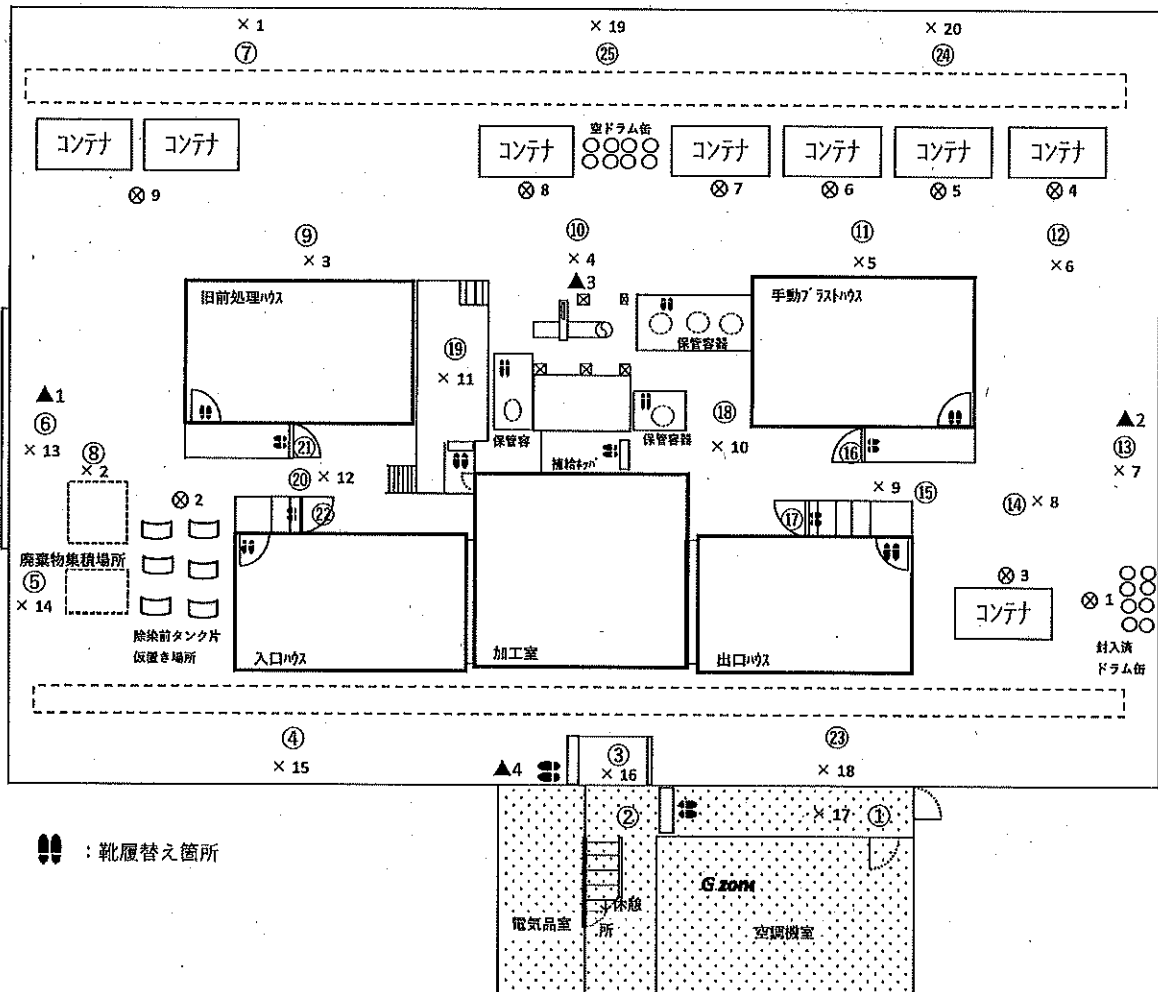 × 1
× 19
× 20
⑦
㉕
㉔
コンテナ
コンテナ
コンテナ
空ドラム缶
コンテナ
コンテナ
コンテナ
コンテナ
⊗ 9
⊗ 8
⊗ 7
⊗ 6
⊗ 5
⊗ 4
⑨
× 3
⑩
× 4
▲3
⑪
× 5
⑫
× 6
旧前処理ハウス
手動ブラストハウス
保管容器
⑲
× 11
保管容
保管容器
⑱
× 10
▲1
⑥
× 13
⑧
× 2
▲2
⑬
× 7
㉑
⑳
× 12
⑯
補給ホッパ
⊗ 2
× 9
⑮
⑭
× 8
㉒
⑰
廃棄物集積場所
⑤
× 14
⊗ 3
⊗ 1
コンテナ
除染前タンク片
仮置き場所
入口ハウス
加工室
出口ハウス
封入済
ドラム缶
④
× 15
▲4
③
× 16
㉓
× 18
②
× 17
①
:靴履替え箇所
G zone
電気品室
休憩
所
空調機室